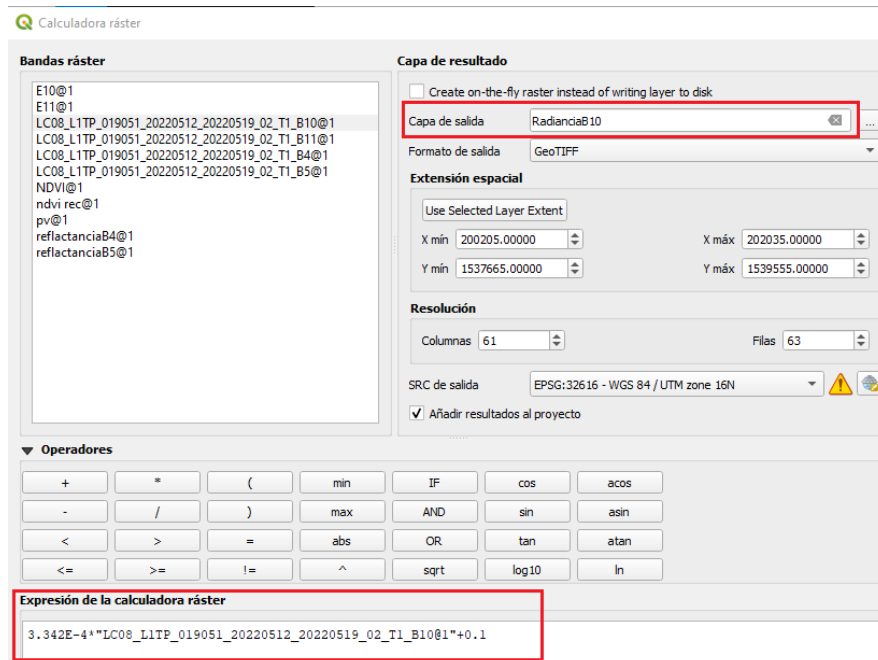 Calculadora ráster
Bandas ráster
E10@1
E11@1
LC08_L1TP_019051_20220512_20220519_02_T1_B10@1
LC08_L1TP_019051_20220512_20220519_02_T1_B11@1
LC08_L1TP_019051_20220512_20220519_02_T1_B4@1
LC08_L1TP_019051_20220512_20220519_02_T1_B5@1
NDVI@1
ndvi rec@1
pv@1
reflactanciaB4@1
reflactanciaB5@1
Capa de resultado
Create on-the-fly raster instead of writing layer to disk
Capa de salida RadianciaB10 ...
Formato de salida GeoTIFF
Extensión espacial
Use Selected Layer Extent
X mín 200205.00000 X máx 202035.00000
Y mín 1537665.00000 Y máx 1539555.00000
Resolución
Columnas 61 Filas 63
SRC de salida EPSG:32616 - WGS 84 / UTM zone 16N
Añadir resultados al proyecto
Operadores
+ * ( min IF cos acos
- / ) max AND sin asin
< > = abs OR tan atan
<= >= != ^ sqrt log10 ln
Expresión de la calculadora ráster
3.342E-4*"LC08_L1TP_019051_20220512_20220519_02_T1_B10@1"+0.1